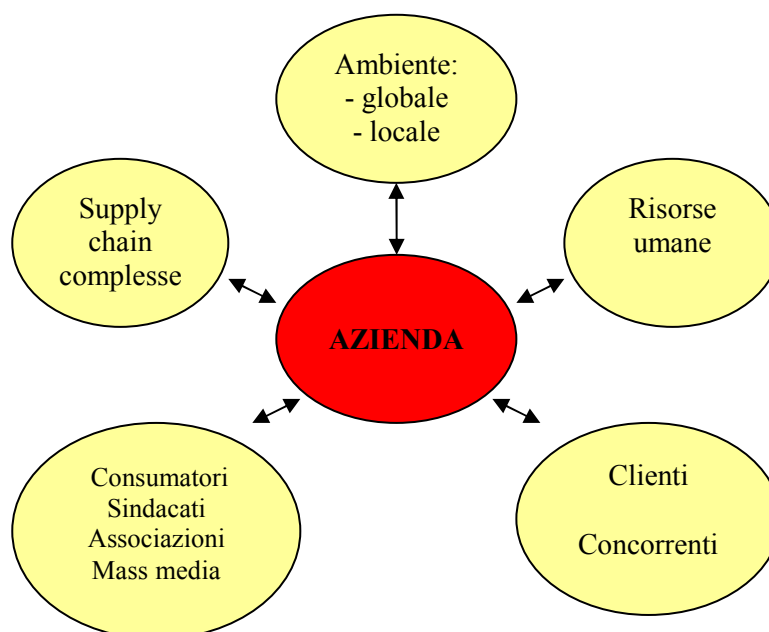 Ambiente:
- globale
- locale
Supply
chain
complesse
Risorse
umane
AZIENDA
Consumatori
Sindacati
Associazioni
Mass media
Clienti
Concorrenti